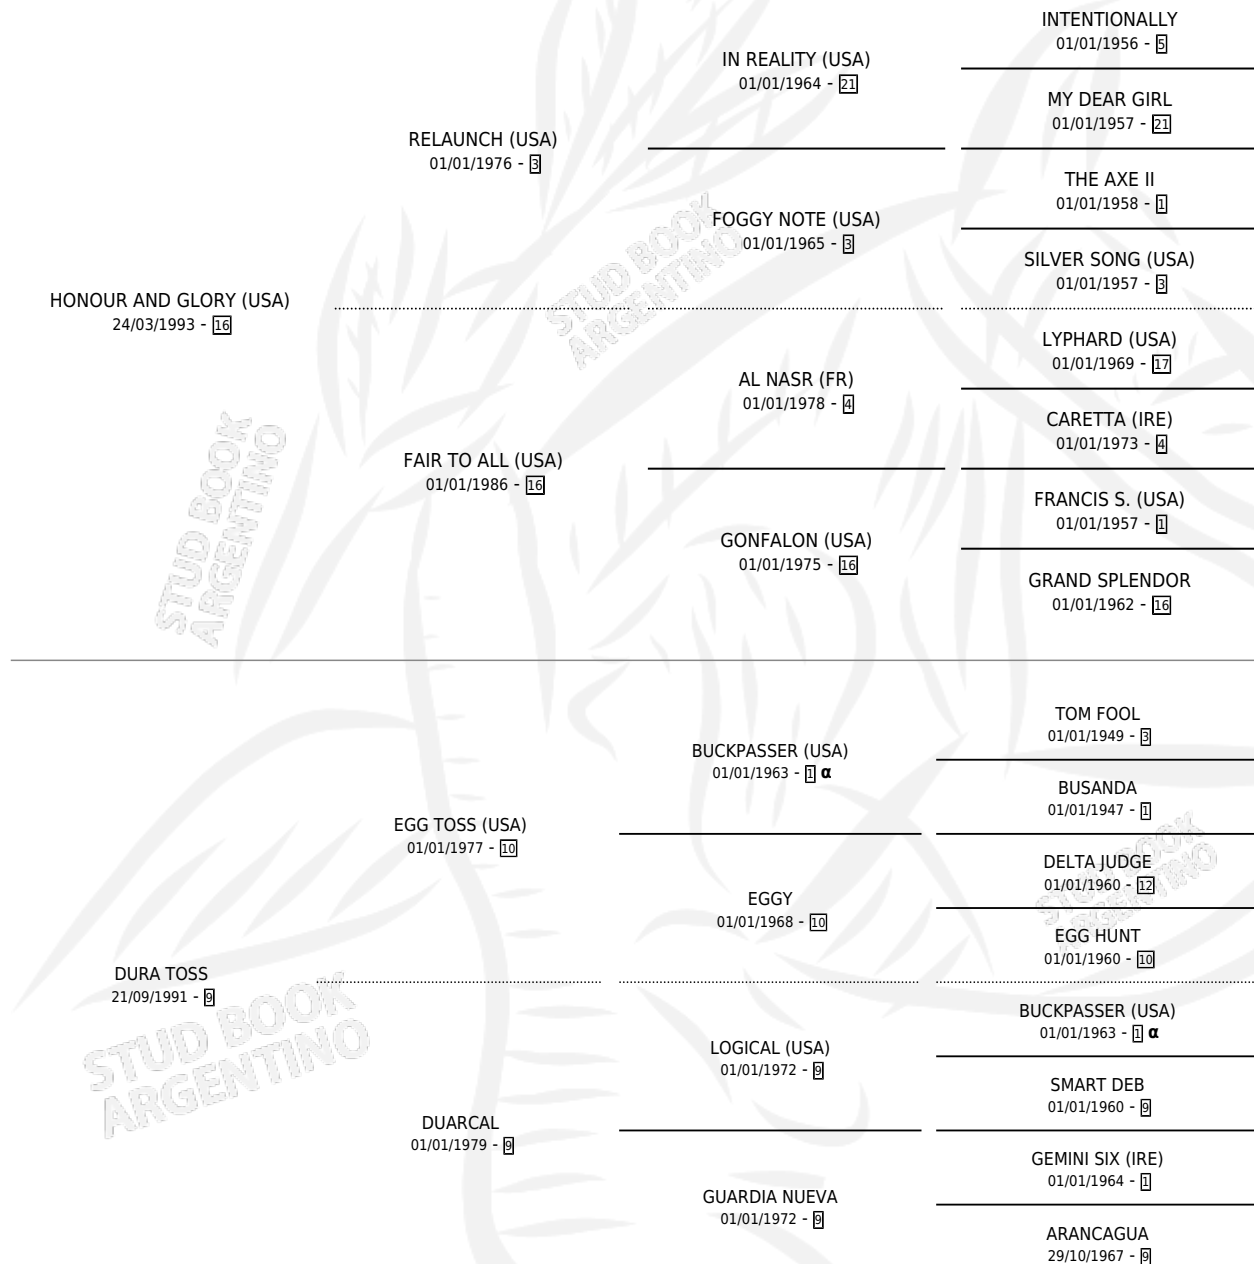 INTENTIONALLY
01/01/1956 - 5
IN REALITY (USA)
01/01/1964 - 21
MY DEAR GIRL
01/01/1957 - 21
RELAUNCH (USA)
01/01/1976 - 3
THE AXE II
01/01/1958 - 1
FOGGY NOTE (USA)
01/01/1965 - 3
SILVER SONG (USA)
01/01/1957 - 3
HONOUR AND GLORY (USA)
24/03/1993 - 16
LYPHARD (USA)
01/01/1969 - 17
AL NASR (FR)
01/01/1978 - 4
CARETTA (IRE)
01/01/1973 - 4
FAIR TO ALL (USA)
01/01/1986 - 16
FRANCIS S. (USA)
01/01/1957 - 1
GONFALON (USA)
01/01/1975 - 16
GRAND SPLENDOR
01/01/1962 - 16
TOM FOOL
01/01/1949 - 3
BUCKPASSER (USA)
01/01/1963 - 1 α
BUSANDA
01/01/1947 - 1
EGG TOSS (USA)
01/01/1977 - 10
DELTA JUDGE
01/01/1960 - 12
EGGY
01/01/1968 - 10
EGG HUNT
01/01/1960 - 10
DURA TOSS
21/09/1991 - 9
BUCKPASSER (USA)
01/01/1963 - 1 α
LOGICAL (USA)
01/01/1972 - 9
SMART DEB
01/01/1960 - 9
DUARCAL
01/01/1979 - 9
GEMINI SIX (IRE)
01/01/1964 - 1
GUARDIA NUEVA
01/01/1972 - 9
ARANCAGUA
29/10/1967 - 9
STUD BOOK
ARGENTINO
STUD BOOK
ARGENTINO
STUD BOOK
ARGENTINO
STUD BOOK
ARGENTINO